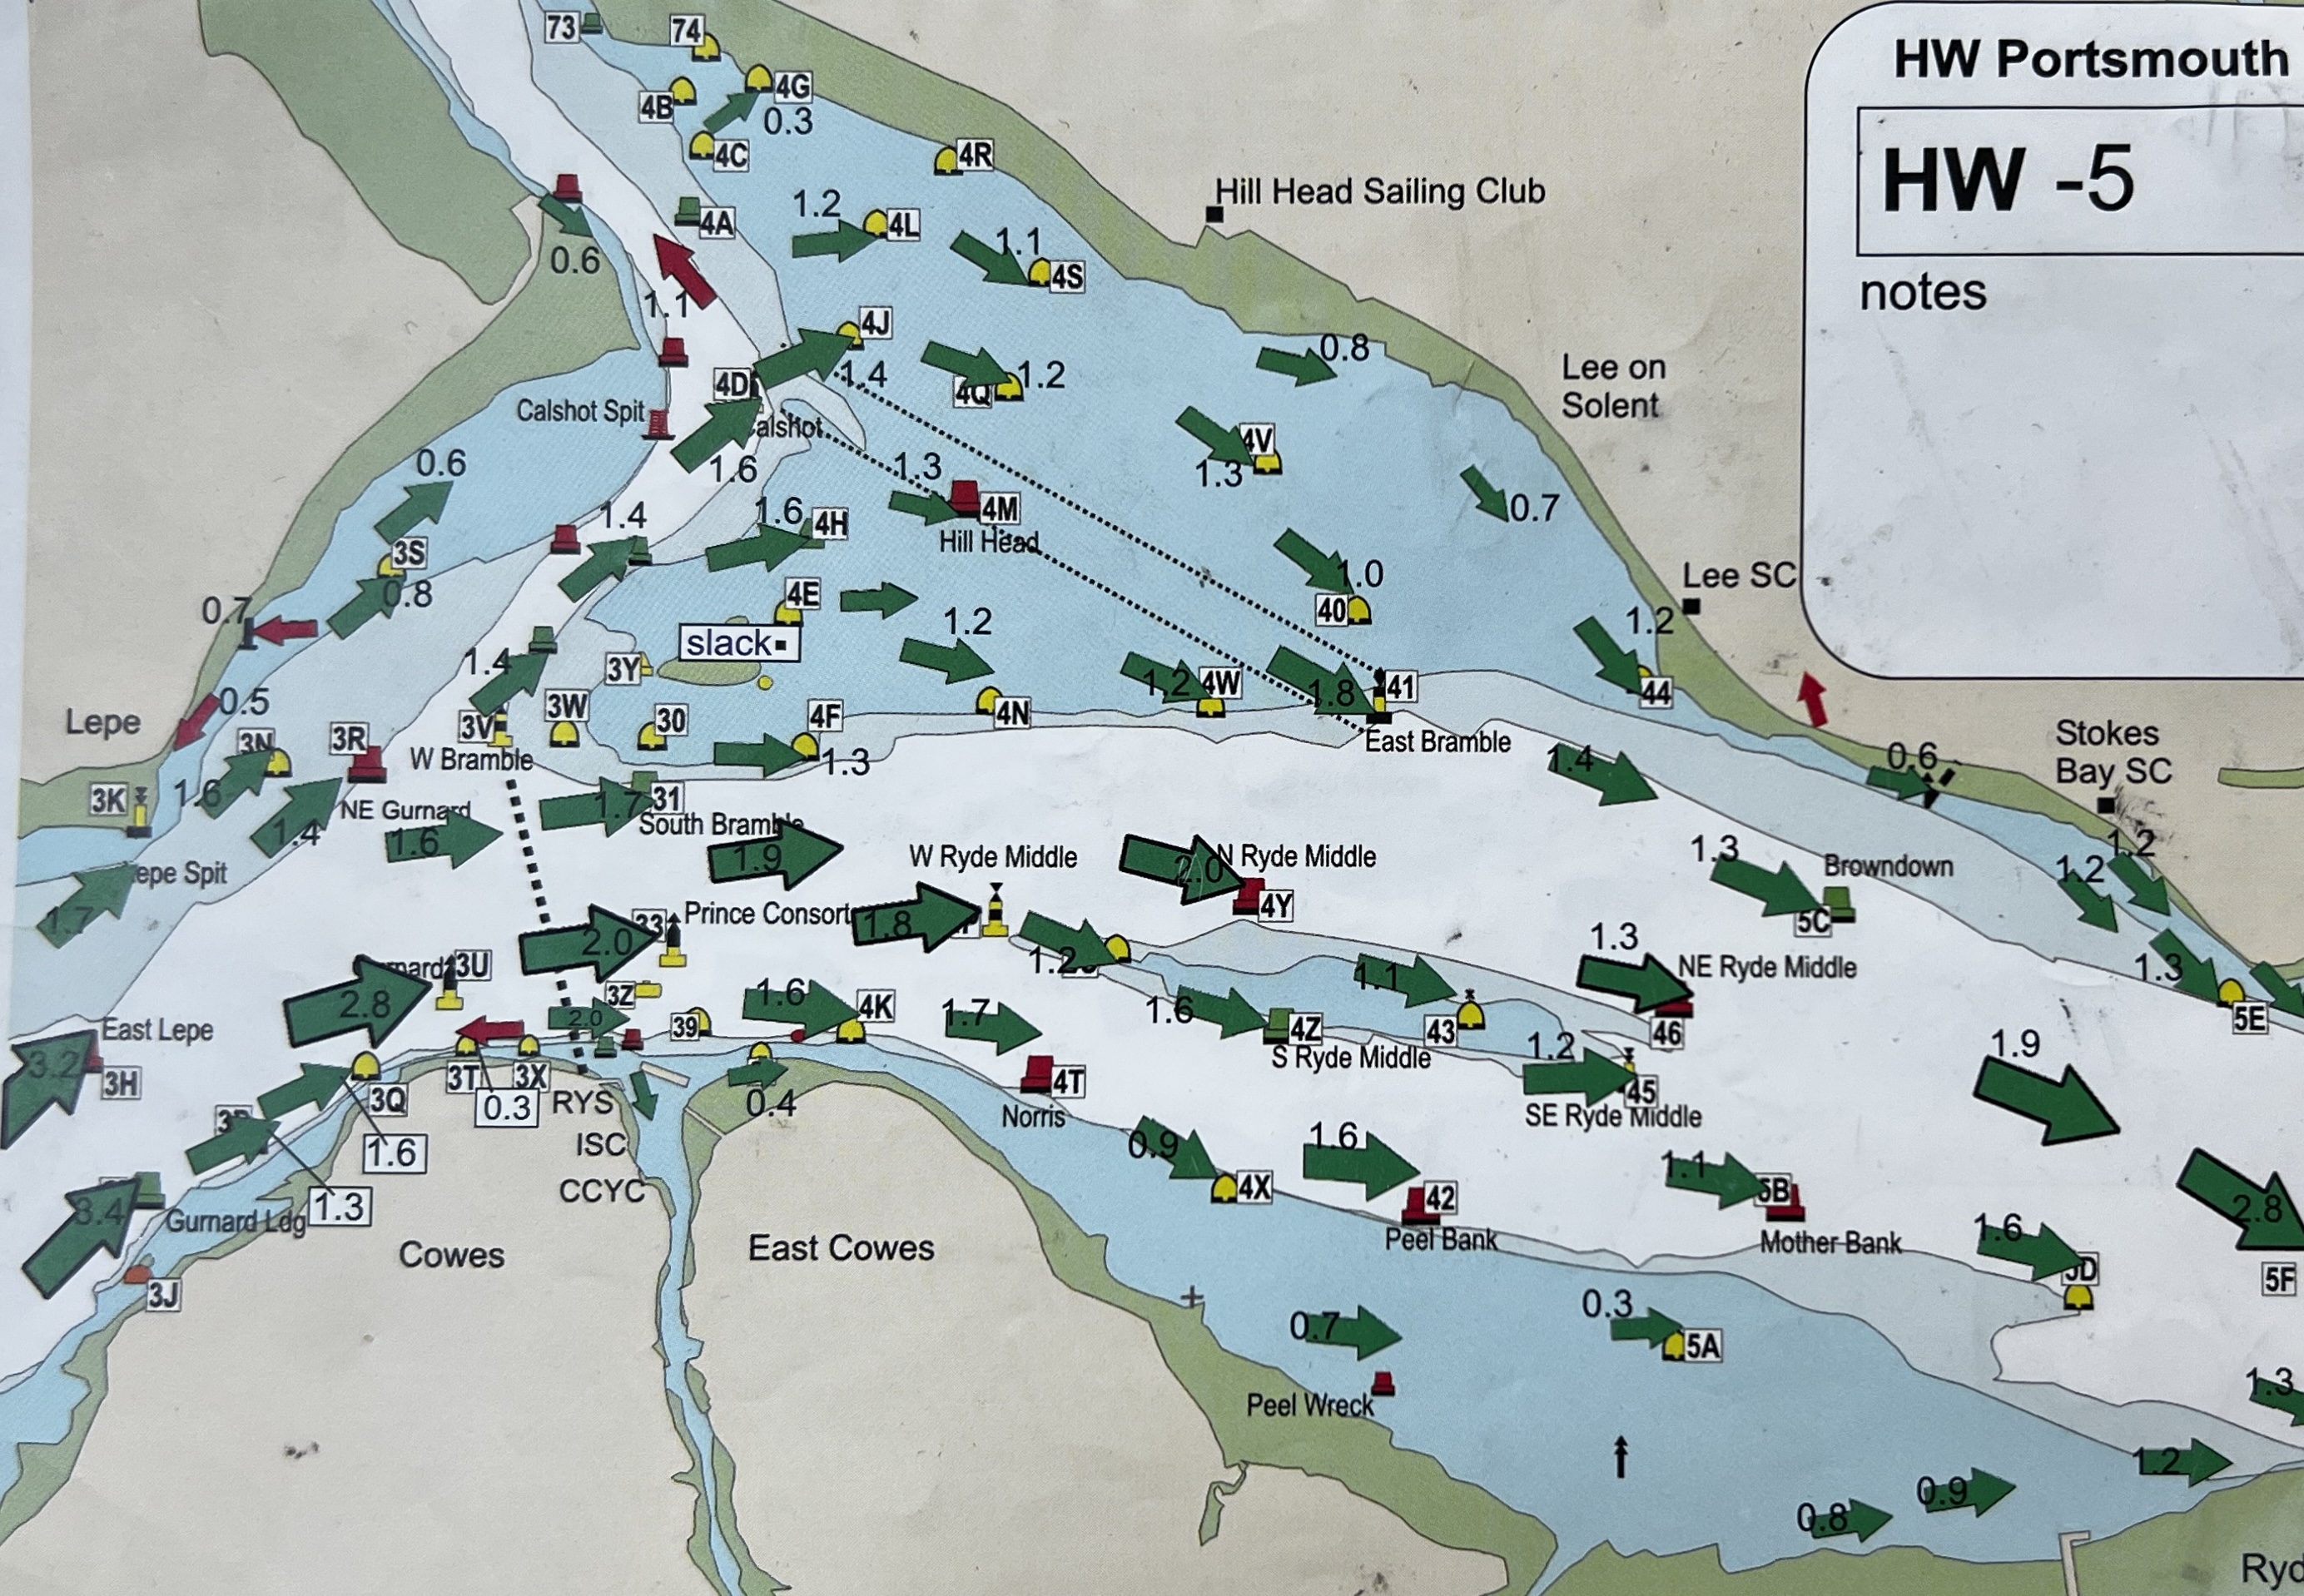 HW Portsmouth
HW -5
notes
73
74
4G
4B
0.3
4C
4R
Hill Head Sailing Club
1.2
4A
4L
1.1
4S
0.6
1.1
4J
0.8
1.4
4D
4Q
1.2
Lee on
Solent
Calshot Spit
alshot
4V
1.3
0.6
1.6
1.3
0.7
4M
1.4
1.6
4H
Hill Head
3S
1.0
Lee SC
0.8
4E
40
0.7
1.2
1.2
slack
1.4
3Y
1.2
4W
1.8
41
44
0.5
3W
Lepe
3N
3R
3V
30
4F
4N
East Bramble
Stokes
Bay SC
W Bramble
1.3
1.4
0.6
3K
1.6
NE Gurnard
1.7
31
1.4
1.6
South Bramble
1.9
W Ryde Middle
2.0
N Ryde Middle
1.3
Browndown
1.2
1.2
epe Spit
1.7
33
Prince Consort
1.8
4Y
5C
2.0
1.3
nard
3U
1.2
NE Ryde Middle
1.3
2.8
3Z
1.6
4K
1.7
1.1
46
5E
East Lepe
2.0
39
1.6
4Z
43
S Ryde Middle
1.2
1.9
3.2
3H
3T
3X
0.3
RYS
0.4
4T
Norris
45
SE Ryde Middle
3Q
1.6
ISC
0.9
1.6
1.1
5B
CCYC
4X
42
3.4
1.3
Gurnard Ldg
Peel Bank
Mother Bank
1.6
2.8
Cowes
East Cowes
5D
5F
3J
0.7
0.3
5A
1.3
Peel Wreck
1.2
0.9
0.8
Ryd